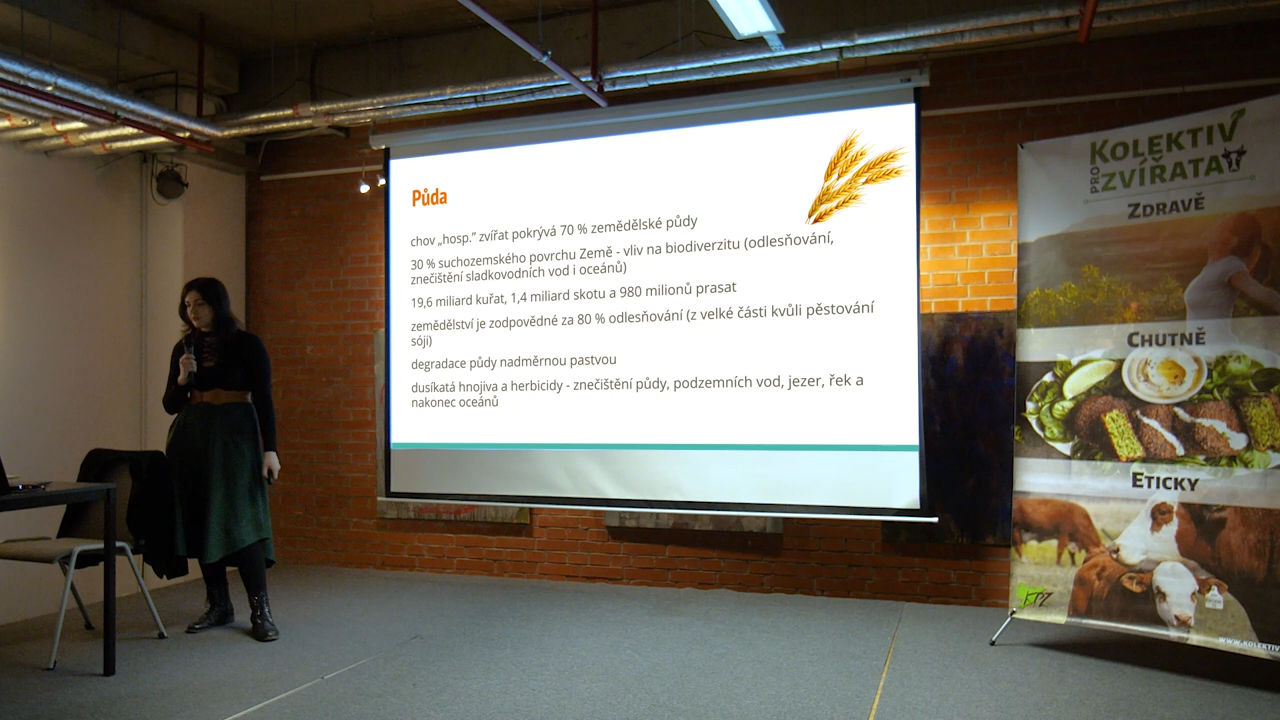 Půda
chov „hosp.” zvířat pokrývá 70 % zemědělské půdy
30 % suchozemského povrchu Země - vliv na biodiverzitu (odlesňování,
znečištění sladkovodních vod i oceánů)
19,6 miliard kuřat, 1,4 miliard skotu a 980 milionů prasat
zemědělství je zodpovědné za 80 % odlesňování (z velké části kvůli pěstování
sóji)
degradace půdy nadměrnou pastvou
dusíkatá hnojiva a herbicidy - znečištění půdy, podzemních vod, jezer, řek a
nakonec oceánů
KOLEKTIV
PRO
ZVÍŘATA
ZDRAVĚ
CHUTNĚ
ETICKY
KPZ
WWW.KOLEKTIV